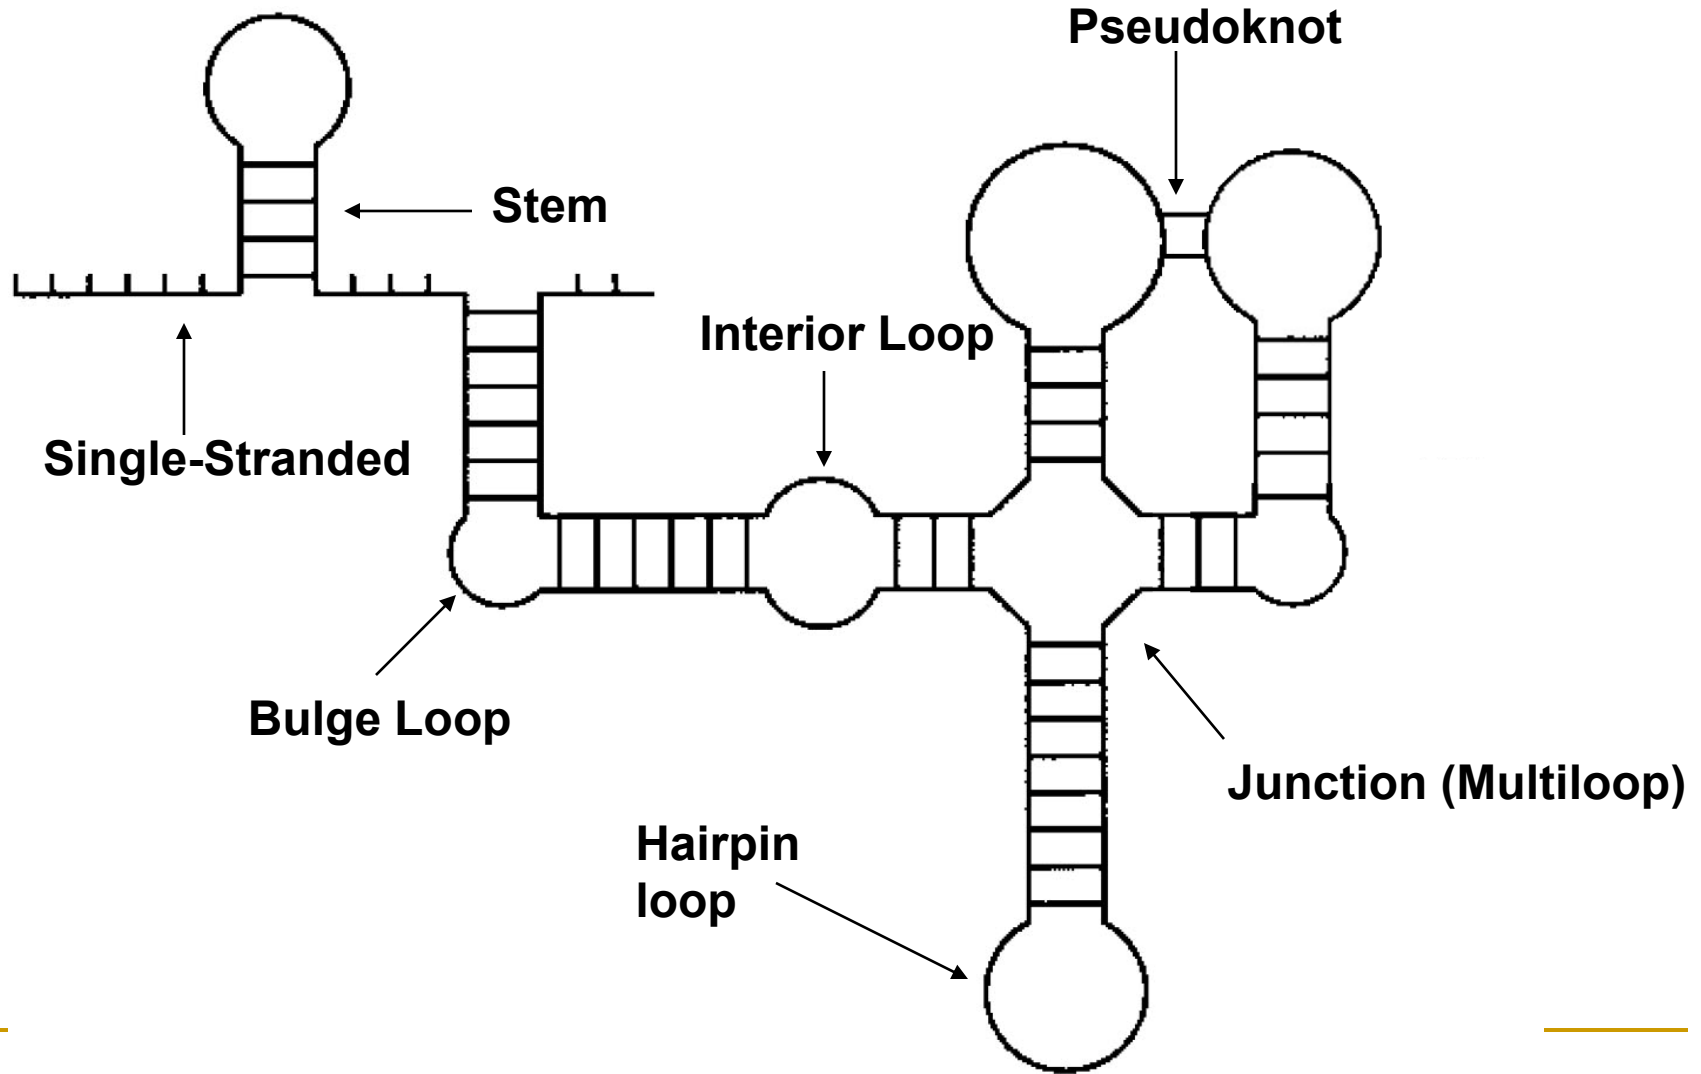 Pseudoknot
Stem
Interior Loop
Single-Stranded
Bulge Loop
Junction (Multiloop)
Hairpin
loop